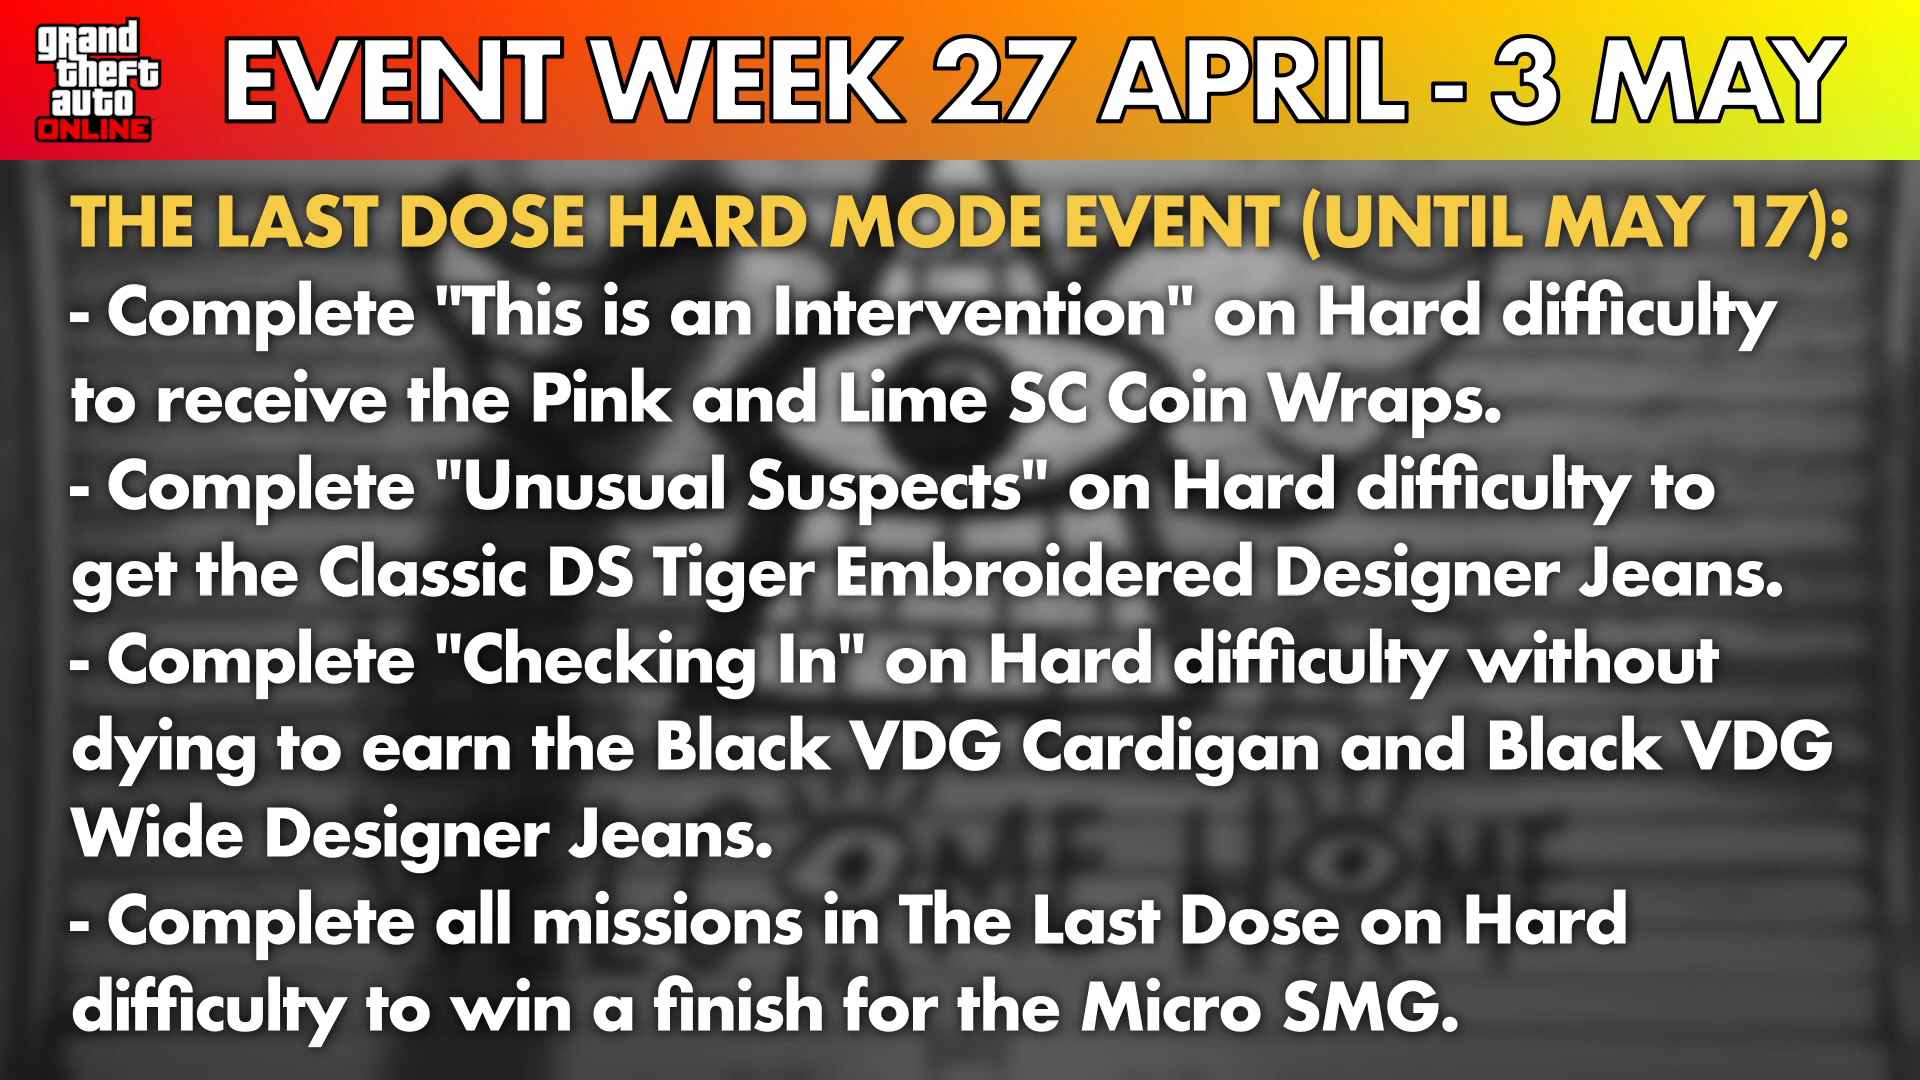 grand
theft
auto
ONLINE
EVENT WEEK 27 APRIL - 3 MAY
THE LAST DOSE HARD MODE EVENT (UNTIL MAY 17):
- Complete "This is an Intervention" on Hard difficulty
to receive the Pink and Lime SC Coin Wraps.
- Complete "Unusual Suspects" on Hard difficulty to
get the Classic DS Tiger Embroidered Designer Jeans.
- Complete "Checking In" on Hard difficulty without
dying to earn the Black VDG Cardigan and Black VDG
Wide Designer Jeans.
- Complete all missions in The Last Dose on Hard
difficulty to win a finish for the Micro SMG.
WELCOME HOME